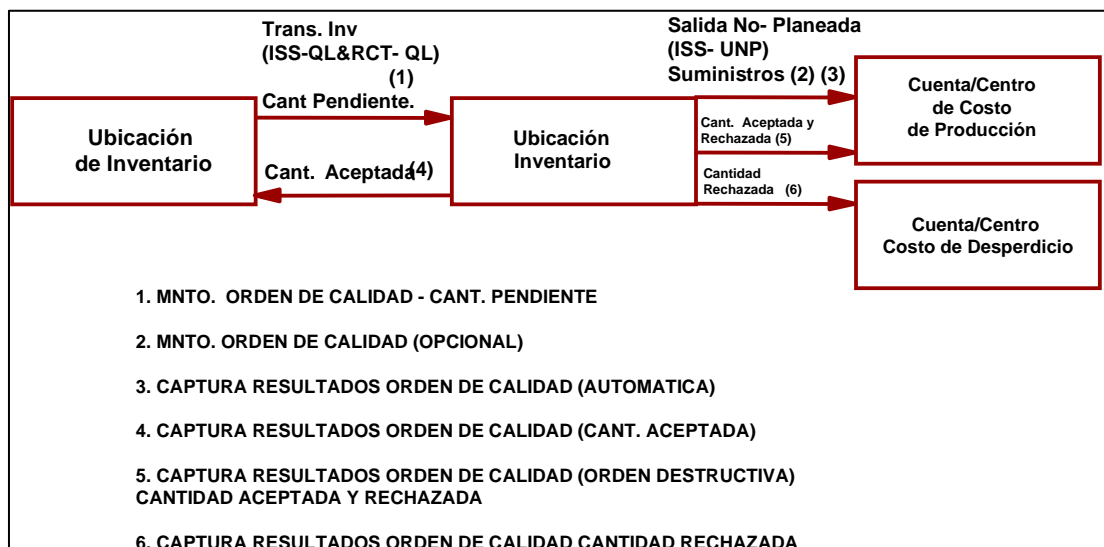 Trans. Inv
(ISS-QL&RCT- QL)
(1)
Cant Pendiente.
Ubicación
de Inventario
Cant. Aceptada(4)
Ubicación
Inventario
Salida No- Planeada
(ISS- UNP)
Suministros (2) (3)
Cant. Aceptada y
Rechazada (5)
Cantidad
Rechazada (6)
Cuenta/Centro
de Costo
de Producción
Cuenta/Centro
Costo de Desperdicio
1. MNTO. ORDEN DE CALIDAD - CANT. PENDIENTE
2. MNTO. ORDEN DE CALIDAD (OPCIONAL)
3. CAPTURA RESULTADOS ORDEN DE CALIDAD (AUTOMATICA)
4. CAPTURA RESULTADOS ORDEN DE CALIDAD (CANT. ACEPTADA)
5. CAPTURA RESULTADOS ORDEN DE CALIDAD (ORDEN DESTRUCTIVA)
CANTIDAD ACEPTADA Y RECHAZADA
6. CAPTURA RESULTADOS ORDEN DE CALIDAD CANTIDAD RECHAZADA